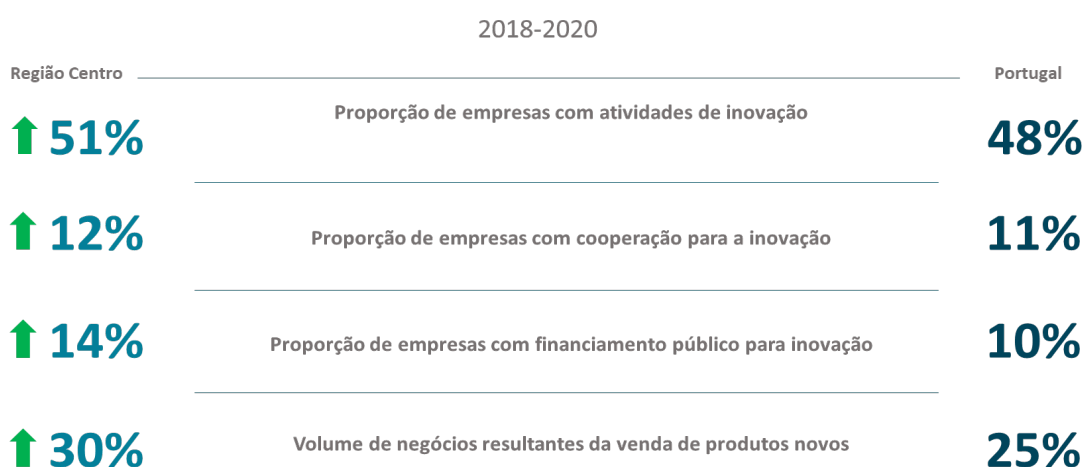 2018-2020
Região Centro
Portugal
51%
Proporção de empresas com atividades de inovação
48%
12%
Proporção de empresas com cooperação para a inovação
11%
14%
Proporção de empresas com financiamento público para inovação
10%
30%
Volume de negócios resultantes da venda de produtos novos
25%